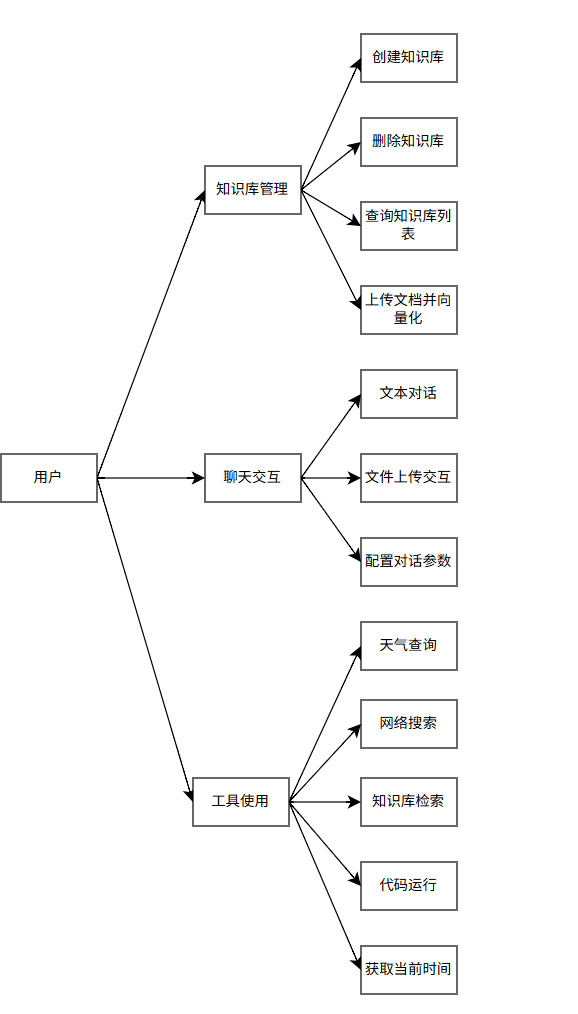 创建知识库
删除知识库
知识库管理
查询知识库列
表
上传文档并向
量化
文本对话
用户
聊天交互
文件上传交互
配置对话参数
天气查询
网络搜索
工具使用
知识库检索
代码运行
获取当前时间